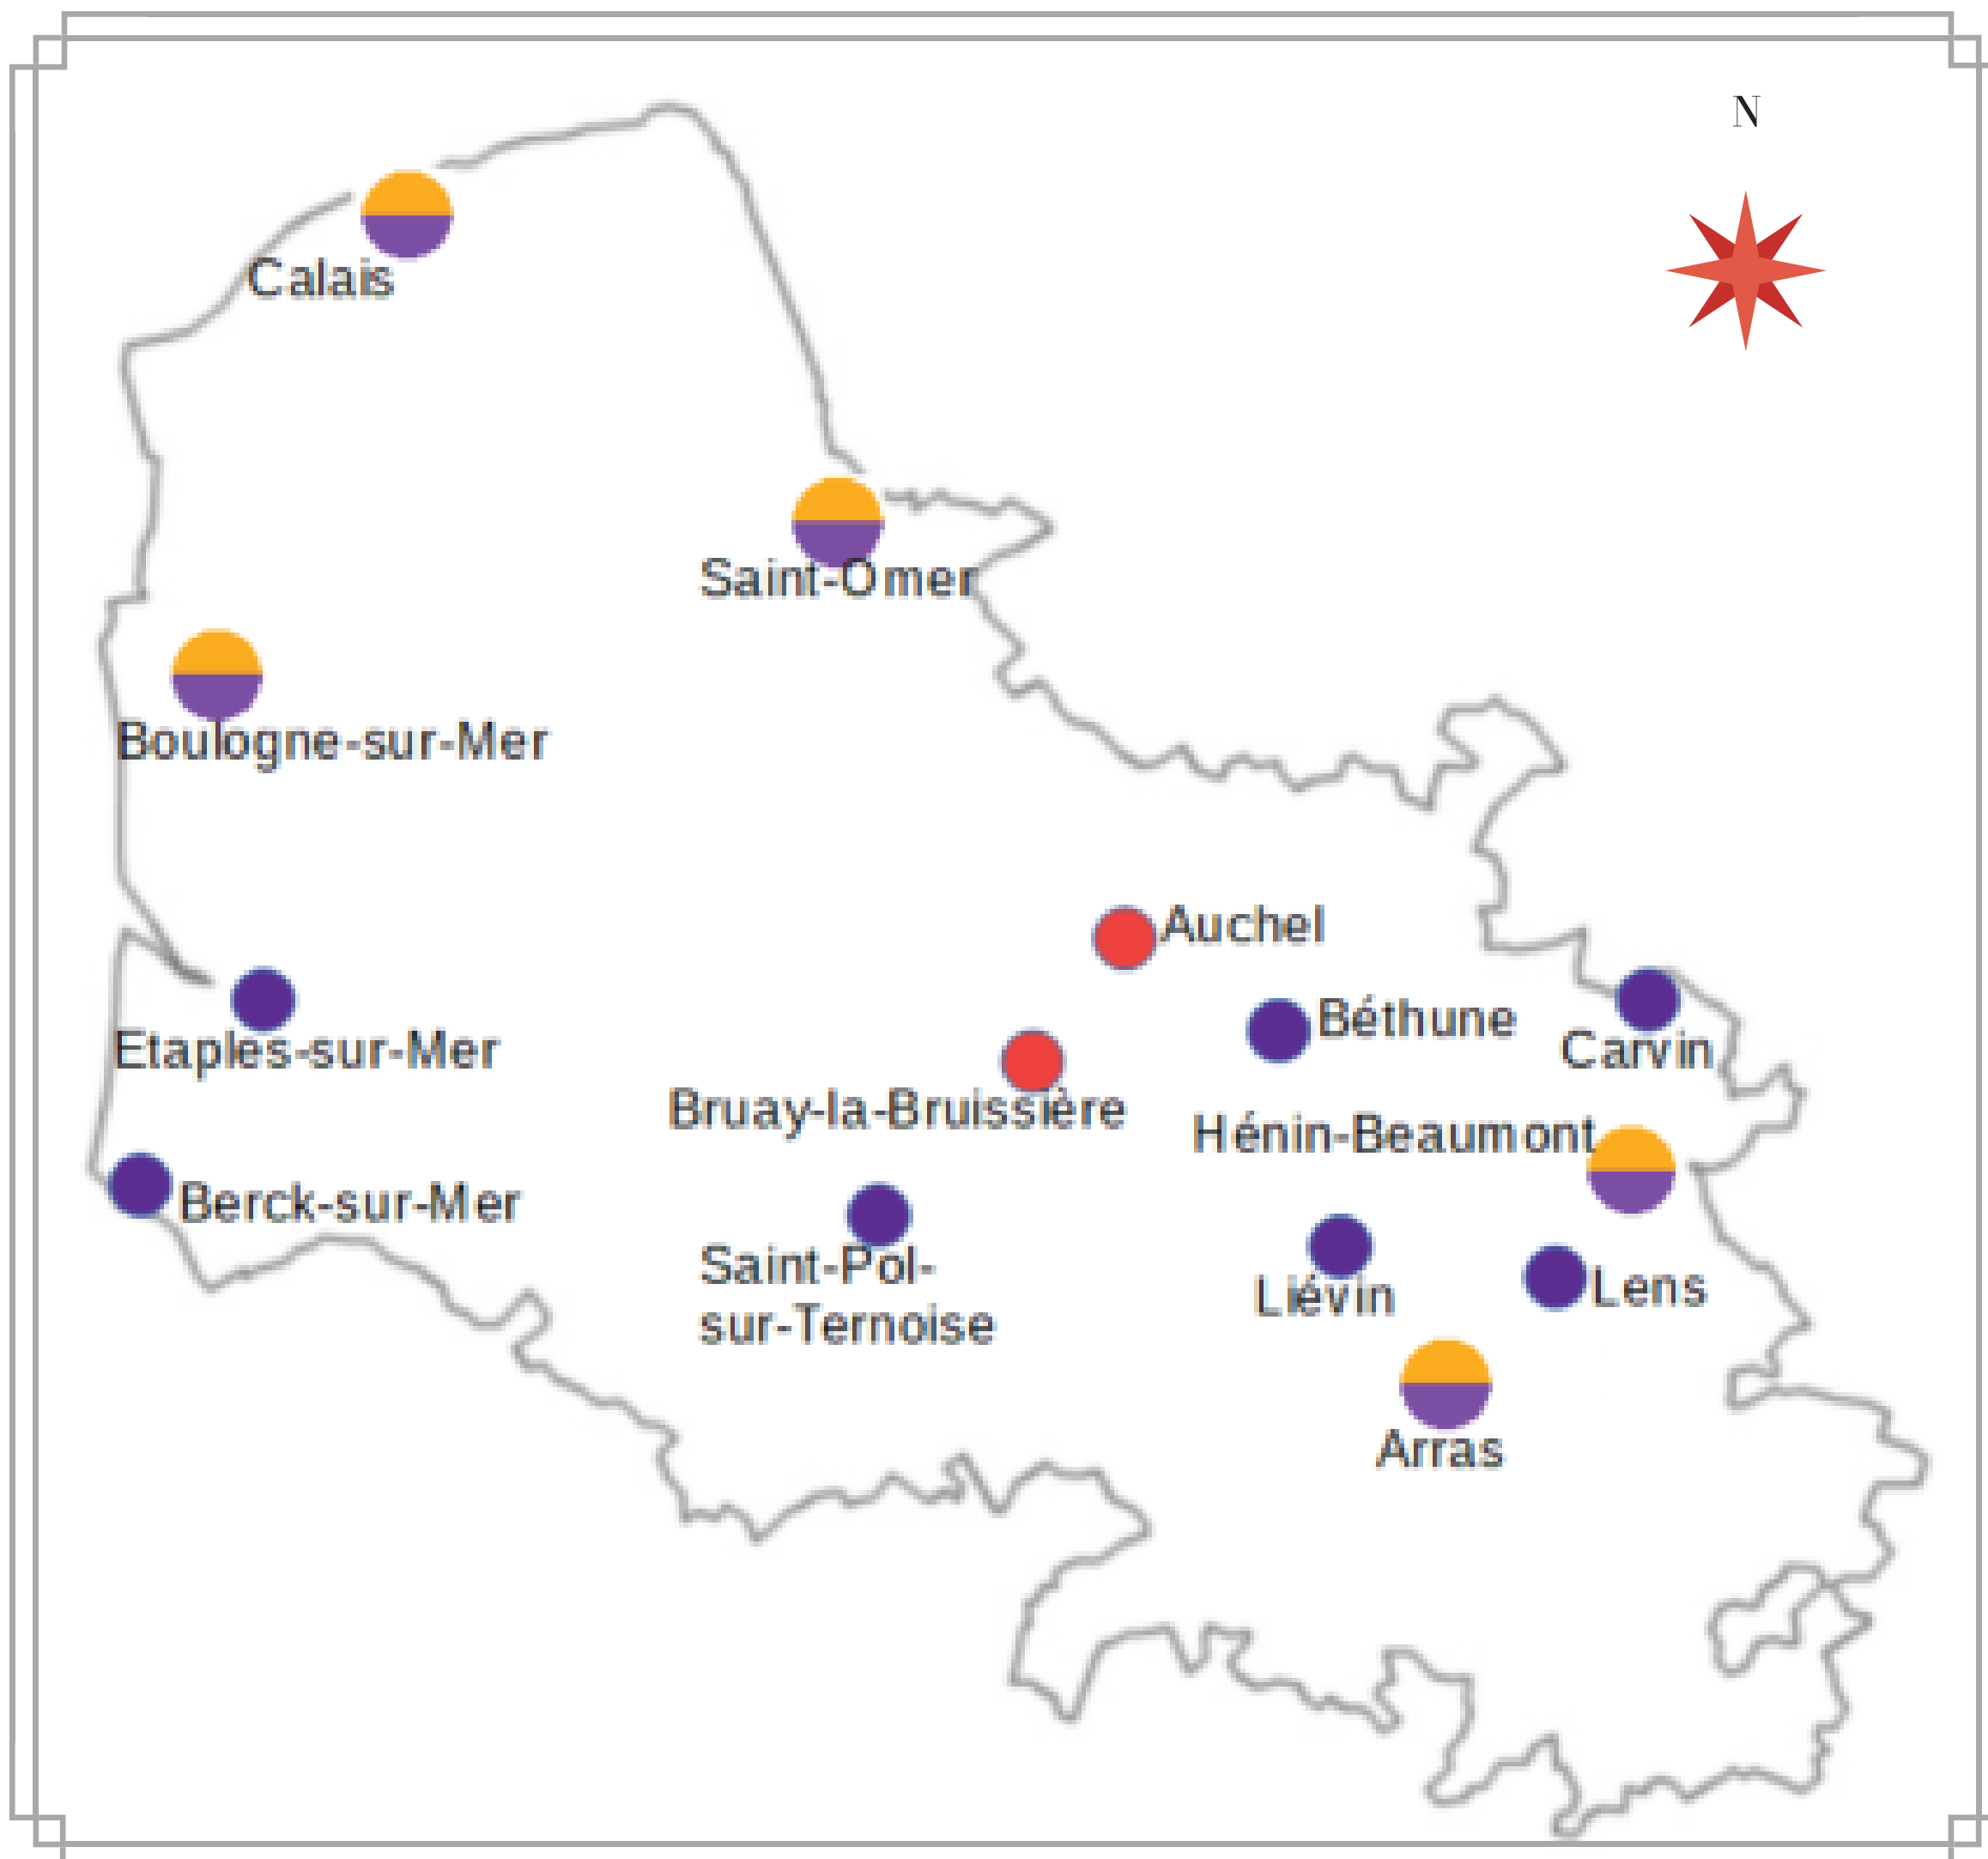 N
Calais
Saint-Omer
Boulogne-sur-Mer
Auchel
Béthune
Carvin
Etaples-sur-Mer
Bruay-la-Bruissière
Hénin-Beaumont
Berck-sur-Mer
Saint-Pol-
sur-Ternoise
Liévin
Lens
Arras